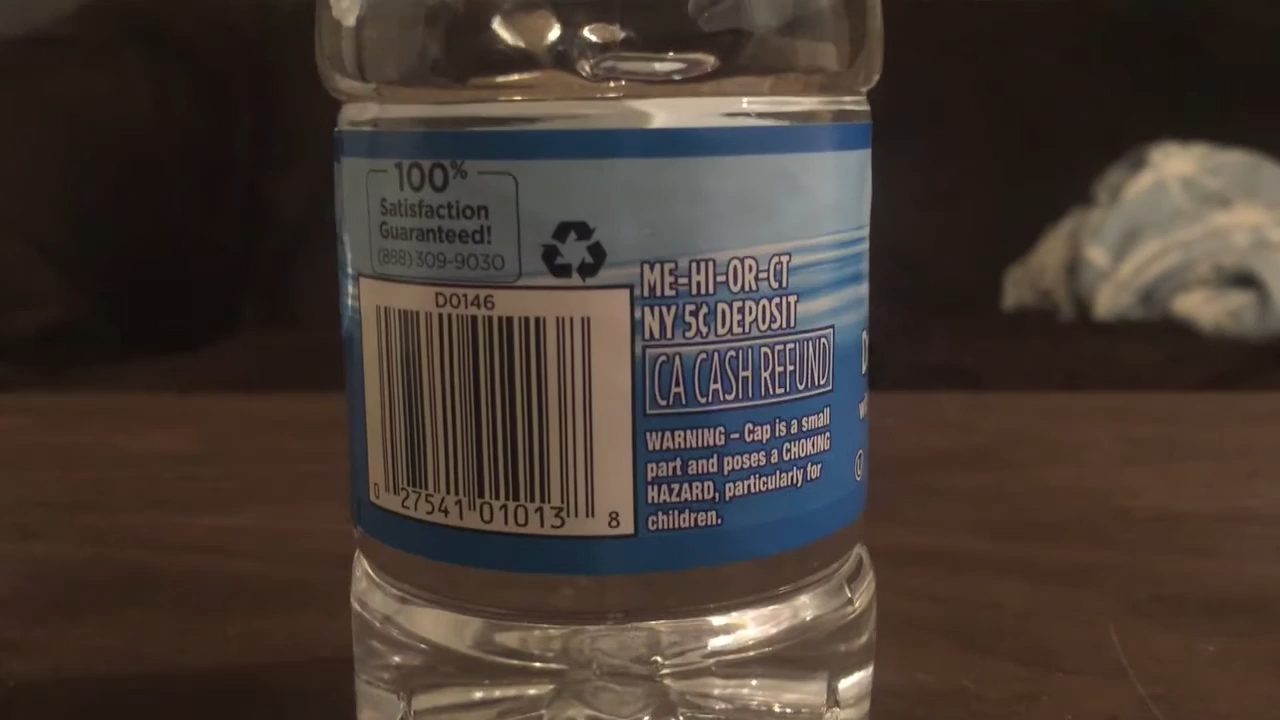 100%
Satisfaction
Guaranteed!
(888)309-9030
D0146
0 27541 01013 8
ME-HI-OR-CT
NY 5¢ DEPOSIT
CA CASH REFUND
WARNING – Cap is a small
part and poses a CHOKING
HAZARD, particularly for
children.